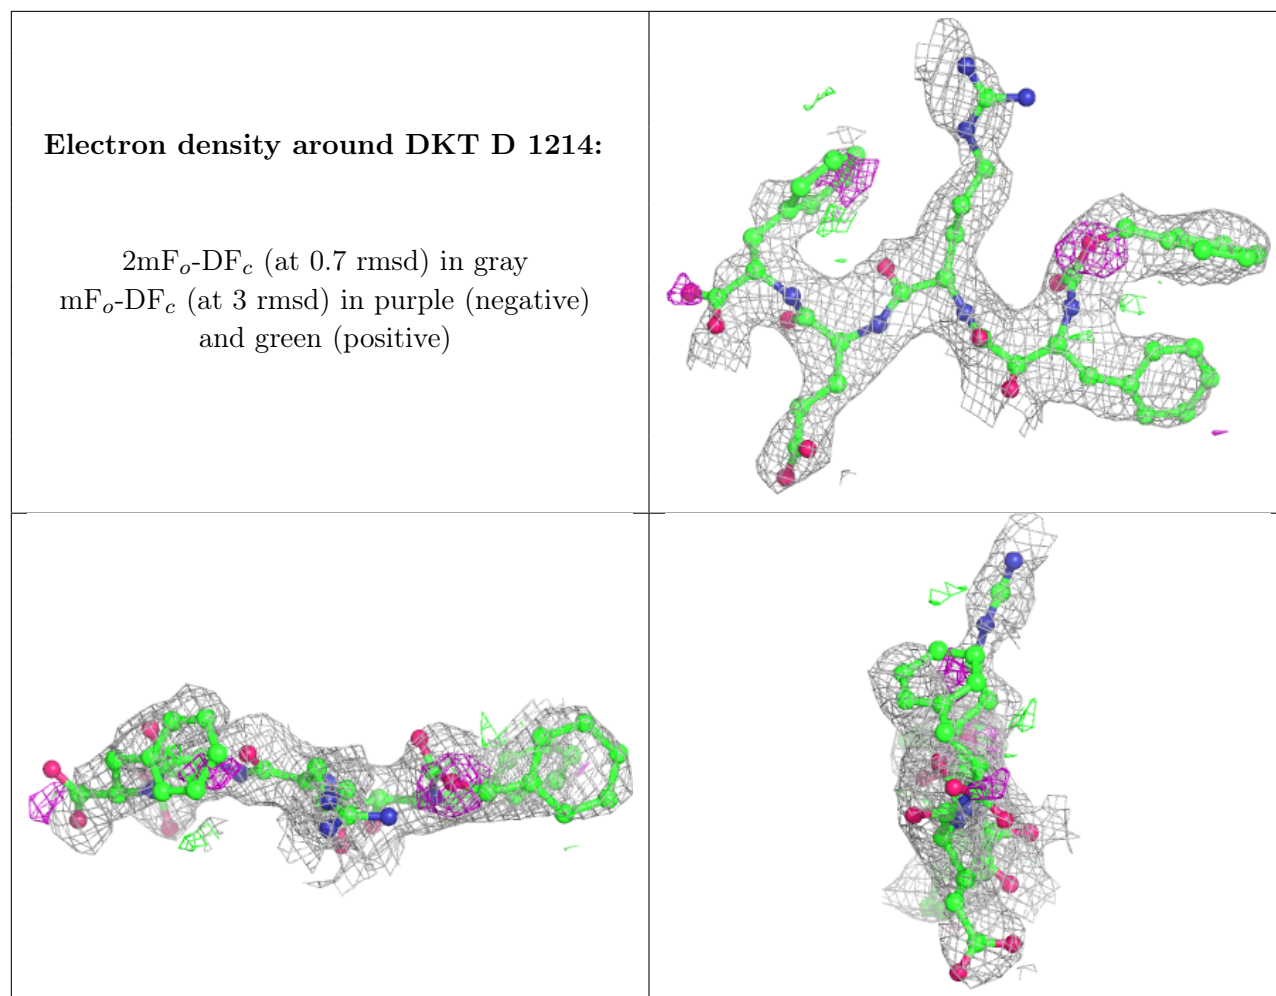 Electron density around DKT D 1214:
2mFo-DFc (at 0.7 rmsd) in gray
mFo-DFc (at 3 rmsd) in purple (negative)
and green (positive)